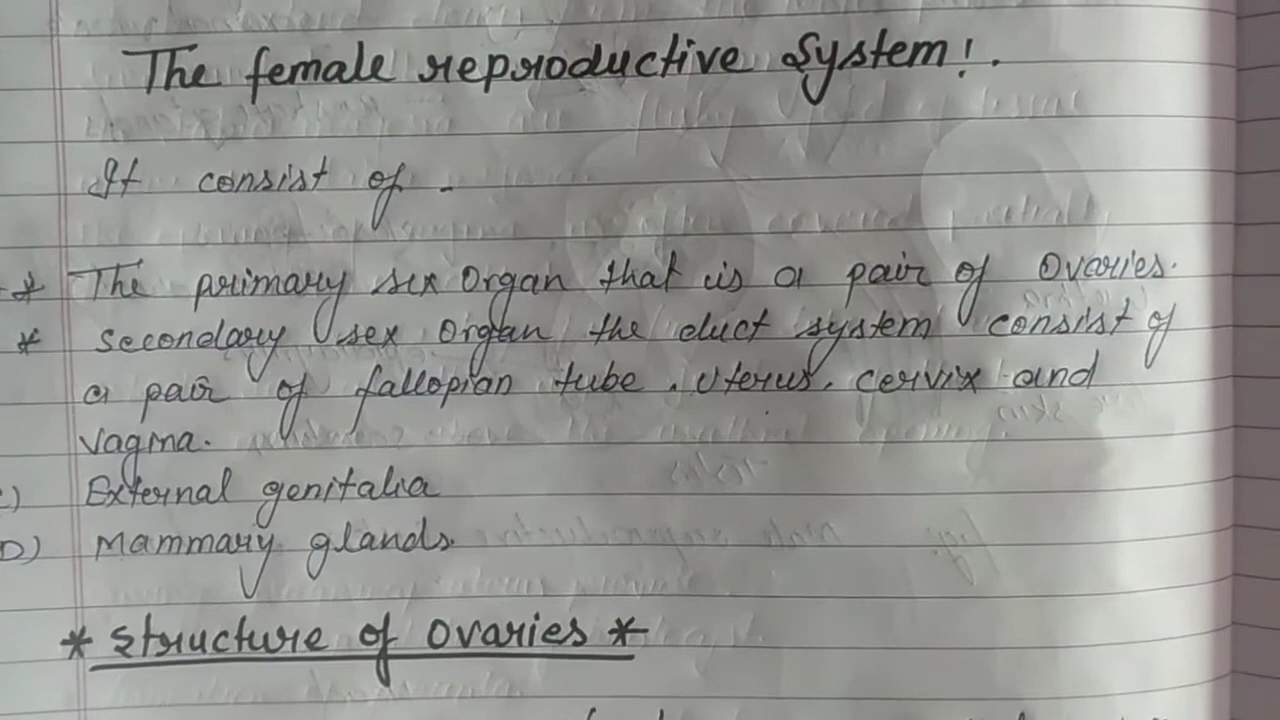 The female reproductive System!.
It consist of -
* The primary sex Organ that is a pair of Ovaries.
* Secondary sex Organ the duct system consist of
a pair of fallopian tube, Uterus, cervix and
Vagina.
) External genitalia
D) Mammary glands.
* Structure of Ovaries *